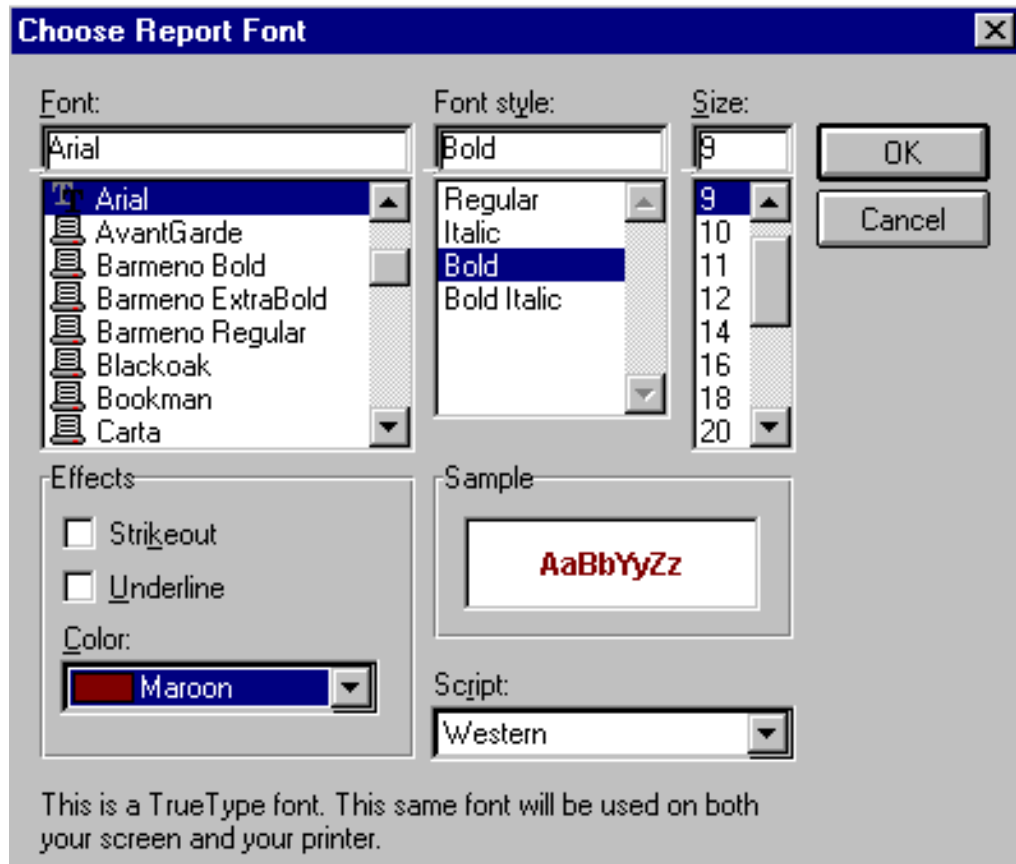 Choose Report Font
Font:
Arial
Arial
AvantGarde
Barmeno Bold
Barmeno ExtraBold
Barmeno Regular
Blackoak
Bookman
Carta
Font style:
Bold
Regular
Italic
Bold
Bold Italic
Size:
9
9
10
11
12
14
16
18
20
OK
Cancel
Effects
Strikeout
Underline
Color:
Maroon
Sample
AaBbYyZz
Script:
Western
This is a TrueType font. This same font will be used on both
your screen and your printer.